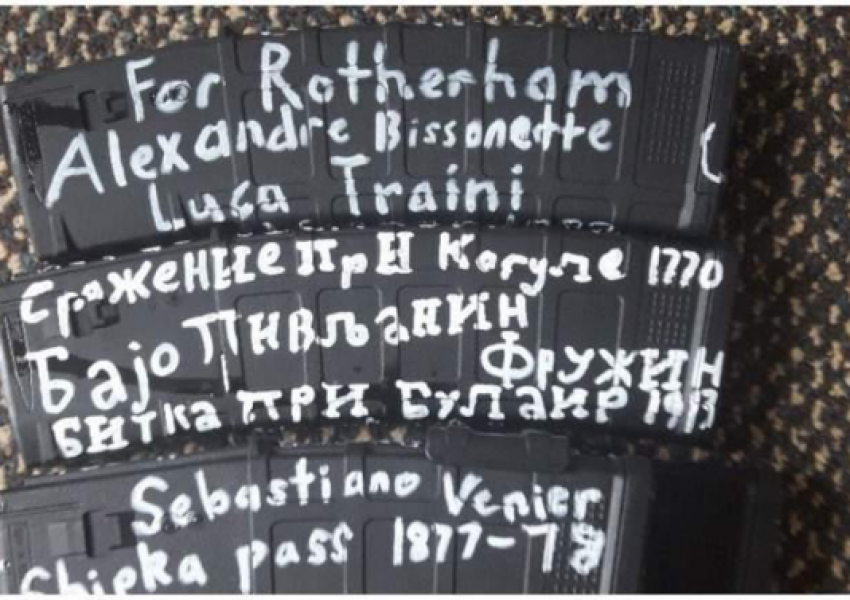 For Rotherham
Alexandre Bissonette
Luca Traini
Сражение при Кагуле 1770
Бајо Пивљанин
Фружин
Битка при Булаир 1913
Sebastiano Venier
Shipka pass 1877-78